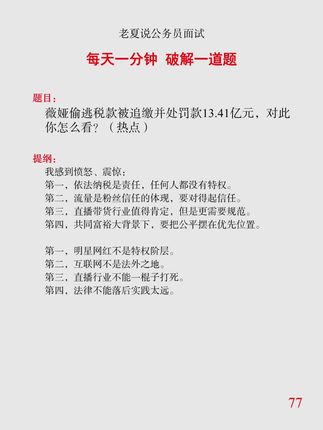 老夏说公务员面试
每天一分钟 破解一道题
题目:
薇娅偷逃税款被追缴并处罚款13.41亿元，对此
你怎么看？（热点）
提纲:
我感到愤怒、震惊；
第一，依法纳税是责任，任何人都没有特权。
第二，流量是粉丝信任的体现，要对得起信任。
第三，直播带货行业值得肯定，但是更需要规范。
第四，共同富裕大背景下，要把公平摆在优先位置。
第一，明星网红不是特权阶层。
第二，互联网不是法外之地。
第三，直播行业不能一棍子打死。
第四，法律不能落后实践太远。
77